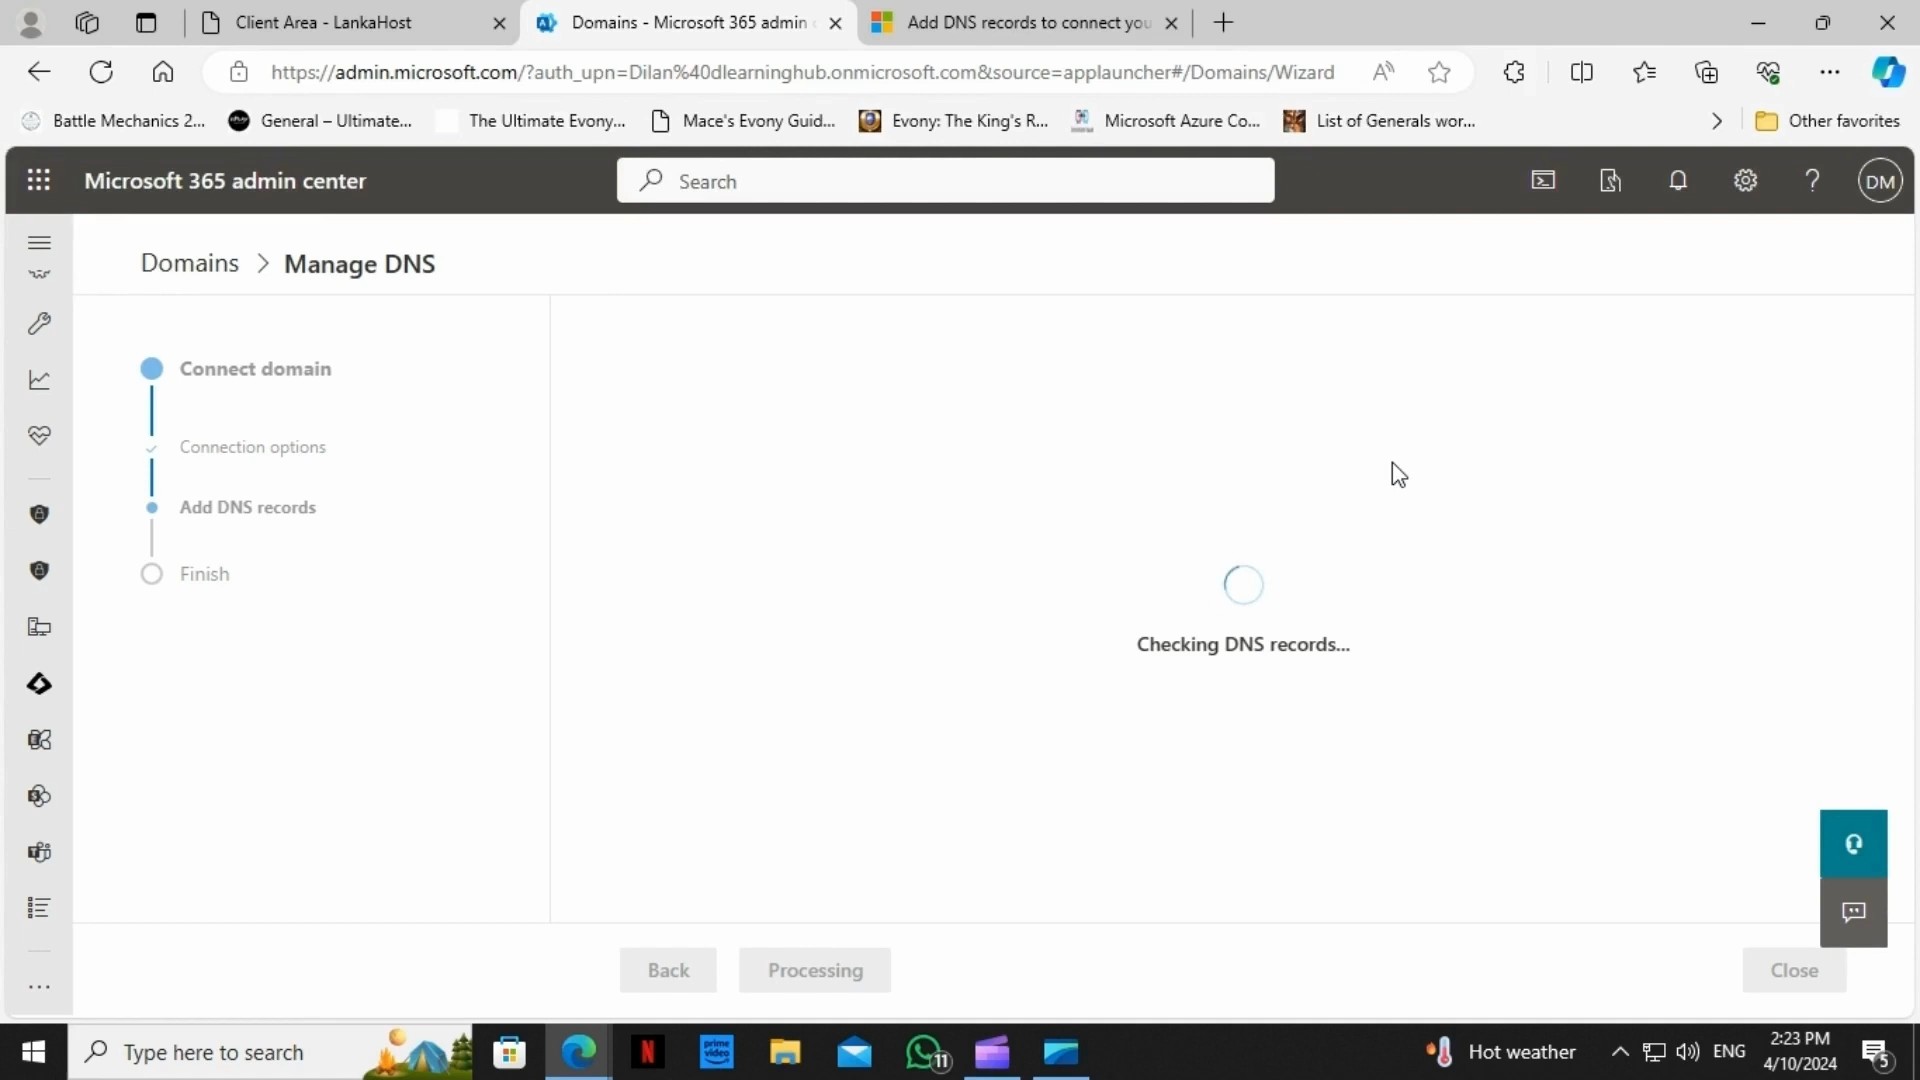 Client Area - LankaHost
Domains - Microsoft 365 admin
Add DNS records to connect you
https://admin.microsoft.com/?auth_upn=Dilan%40dlearninghub.onmicrosoft.com&source=applauncher#/Domains/Wizard
Battle Mechanics 2...
General – Ultimate...
The Ultimate Evony...
Mace's Evony Guid...
Evony: The King's R...
Microsoft Azure Co...
List of Generals wor...
Other favorites
Microsoft 365 admin center
Search
DM
Domains > Manage DNS
Connect domain
Connection options
Add DNS records
Finish
Checking DNS records...
Back
Processing
Close
Type here to search
prime video
11
Hot weather
ENG
2:23 PM
4/10/2024
5